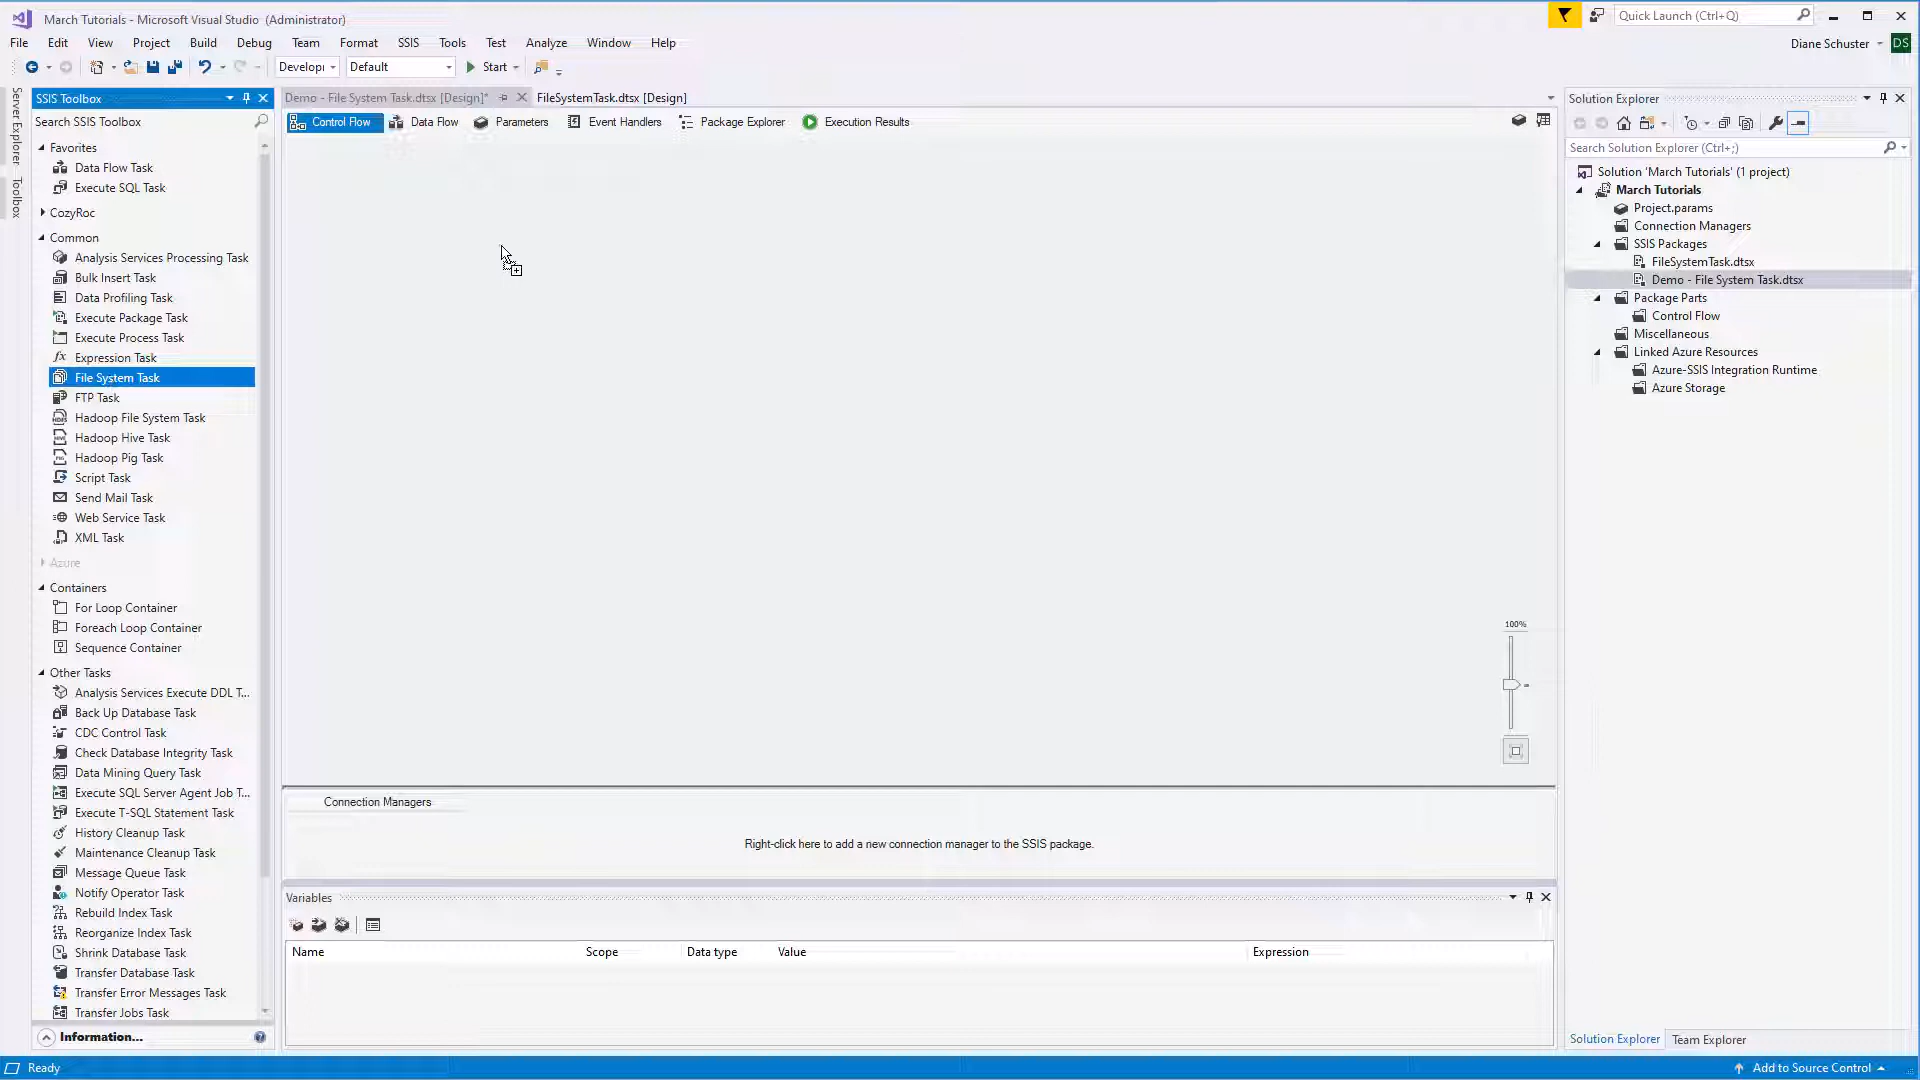 March Tutorials - Microsoft Visual Studio (Administrator)
Quick Launch (Ctrl+Q)
File Edit View Project Build Debug Team Format SSIS Tools Test Analyze Window Help
Diane Schuster DS
Develop Default Start
Server Explorer
Toolbox
SSIS Toolbox
Search SSIS Toolbox
Favorites
Data Flow Task
Execute SQL Task
CozyRoc
Common
Analysis Services Processing Task
Bulk Insert Task
Data Profiling Task
Execute Package Task
Execute Process Task
Expression Task
File System Task
FTP Task
Hadoop File System Task
Hadoop Hive Task
Hadoop Pig Task
Script Task
Send Mail Task
Web Service Task
XML Task
Azure
Containers
For Loop Container
Foreach Loop Container
Sequence Container
Other Tasks
Analysis Services Execute DDL T...
Back Up Database Task
CDC Control Task
Check Database Integrity Task
Data Mining Query Task
Execute SQL Server Agent Job T...
Execute T-SQL Statement Task
History Cleanup Task
Maintenance Cleanup Task
Message Queue Task
Notify Operator Task
Rebuild Index Task
Reorganize Index Task
Shrink Database Task
Transfer Database Task
Transfer Error Messages Task
Transfer Jobs Task
Information...
Demo - File System Task.dtsx [Design]* FileSystemTask.dtsx [Design]
Control Flow Data Flow Parameters Event Handlers Package Explorer Execution Results
100%
Connection Managers
Right-click here to add a new connection manager to the SSIS package.
Variables
Name Scope Data type Value Expression
Solution Explorer
Search Solution Explorer (Ctrl+;)
Solution 'March Tutorials' (1 project)
March Tutorials
Project.params
Connection Managers
SSIS Packages
FileSystemTask.dtsx
Demo - File System Task.dtsx
Package Parts
Control Flow
Miscellaneous
Linked Azure Resources
Azure-SSIS Integration Runtime
Azure Storage
Solution Explorer Team Explorer
Ready
Add to Source Control